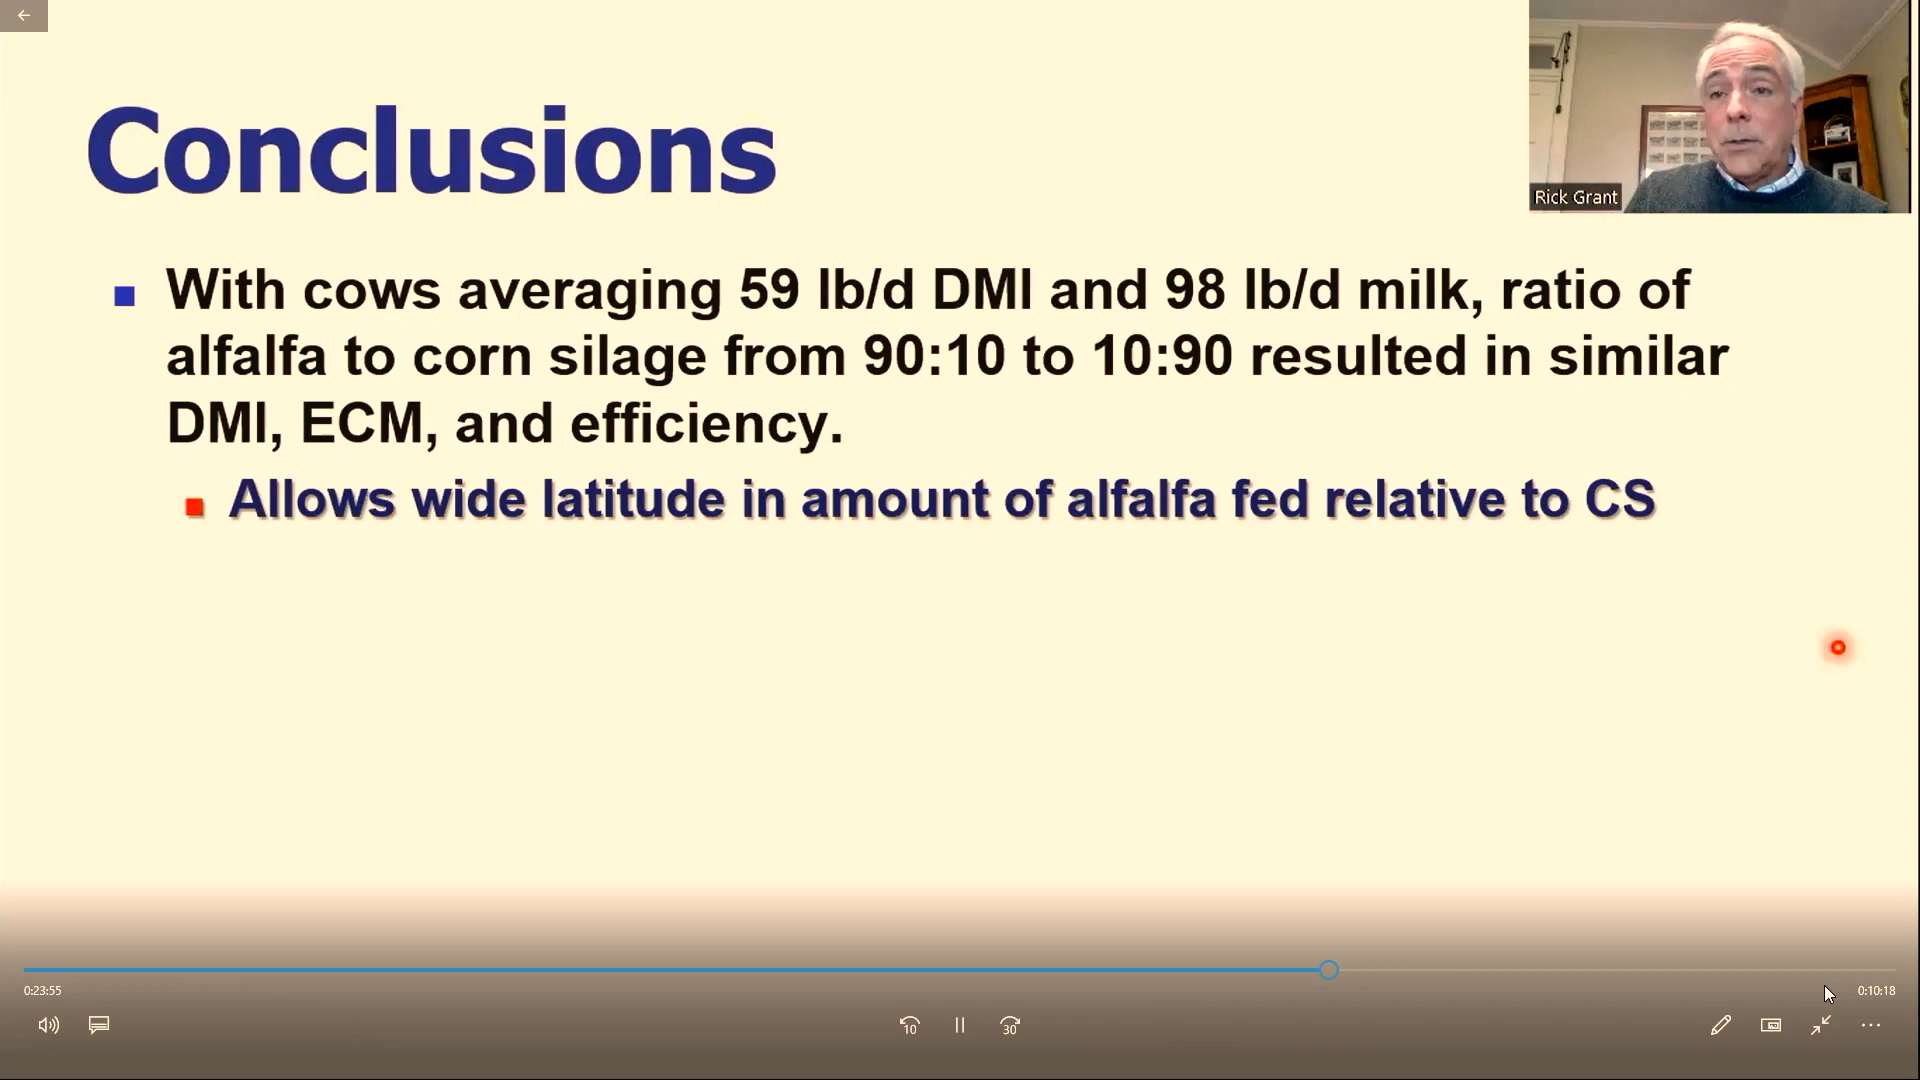 Conclusions
Rick Grant
With cows averaging 59 lb/d DMI and 98 lb/d milk, ratio of
alfalfa to corn silage from 90:10 to 10:90 resulted in similar
DMI, ECM, and efficiency.
Allows wide latitude in amount of alfalfa fed relative to CS
0:23:55
0:10:18
10
30